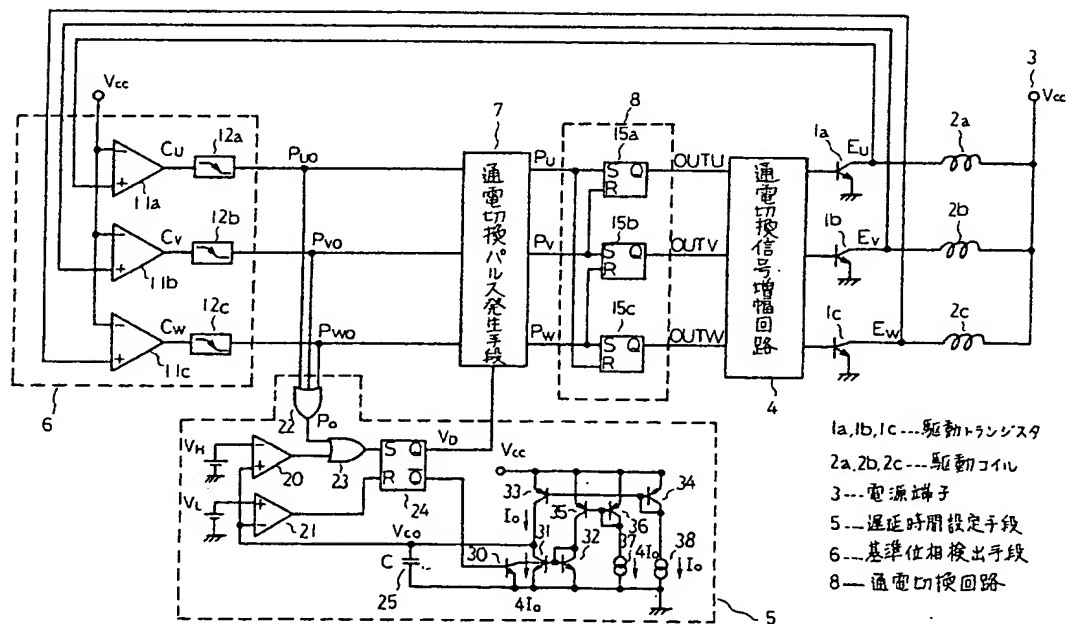 3
Vcc
Vcc
7
8
12a
15a
1a
2a
CU
PUO
PU
S Q
R
OUTU
EU
11a
12b
15b
1b
2b
CV
PVO
PV
S Q
R
OUTV
EV
11b
12c
15c
1c
2c
CW
PWO
PW
S Q
R
OUTW
EW
11c
通電切換パルス発生手段
通電切換信号増幅回路
6
22
Po
4
VH
VD
Vcc
20
23
S Q
R Q̄
24
33
34
VL
21
35
36
Io
Vco
31
32
37
38
C
30
4Io
Io
25
4Io
5
1a,1b,1c---駆動トランジスタ
2a,2b,2c---駆動コイル
3---電源端子
5---遅延時間設定手段
6---基準位相検出手段
8---通電切換回路